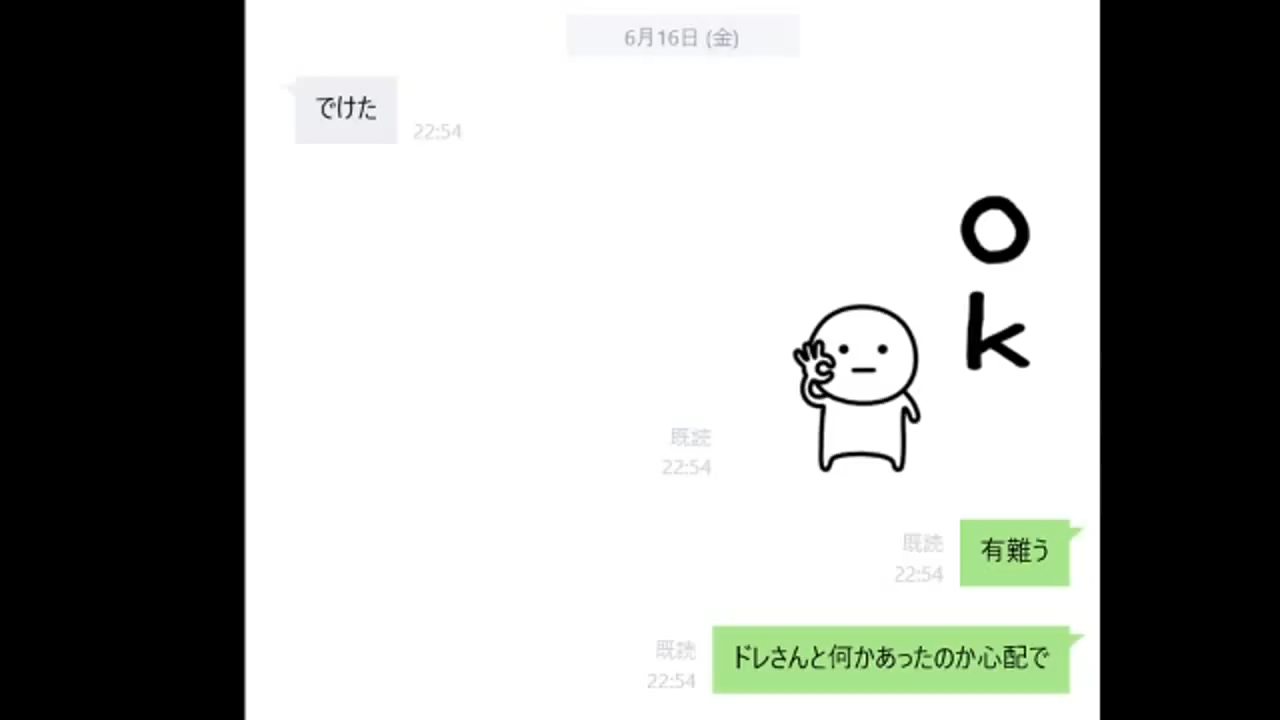 6月16日 (金)
でけた
22:54
o
k
既読
22:54
有難う
既読
22:54
ドレさんと何かあったのか心配で
既読
22:54